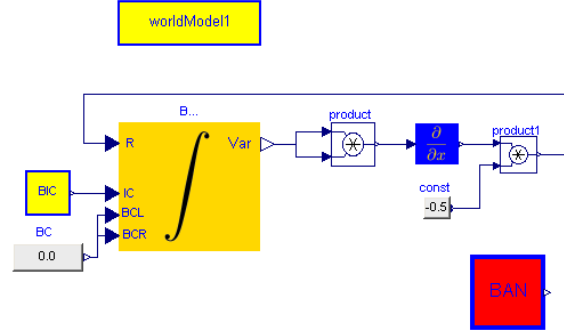 worldModel1
B...
product
product1
R
Var
∂
∂x
const
BIC
IC
-0.5
BCL
BC
BCR
0.0
BAN